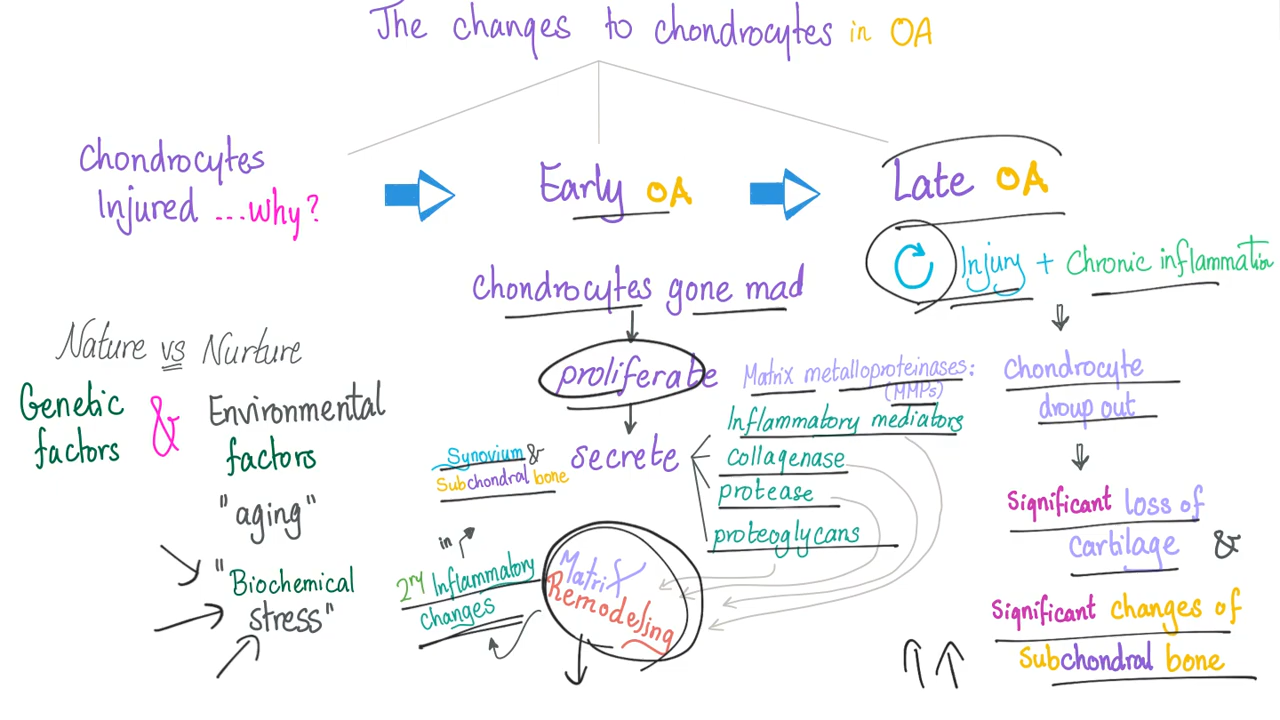 The changes to chondrocytes in OA
Chondrocytes
Injured ...why?
Nature vs Nurture
Genetic
factors
&
Environmental
factors
"aging"
"Biochemical
stress"
Early OA
chondrocytes gone mad
proliferate
secrete
Matrix metalloproteinases:
(MMPs)
Inflammatory mediators
collagenase
protease
proteoglycans
Matrix
Remodeling
2ry Inflammatory
changes
in
Synovium &
Subchondral bone
Late OA
Injury + Chronic inflammation
Chondrocyte
droup out
Significant loss of
Cartilage &
Significant changes of
Subchondral bone